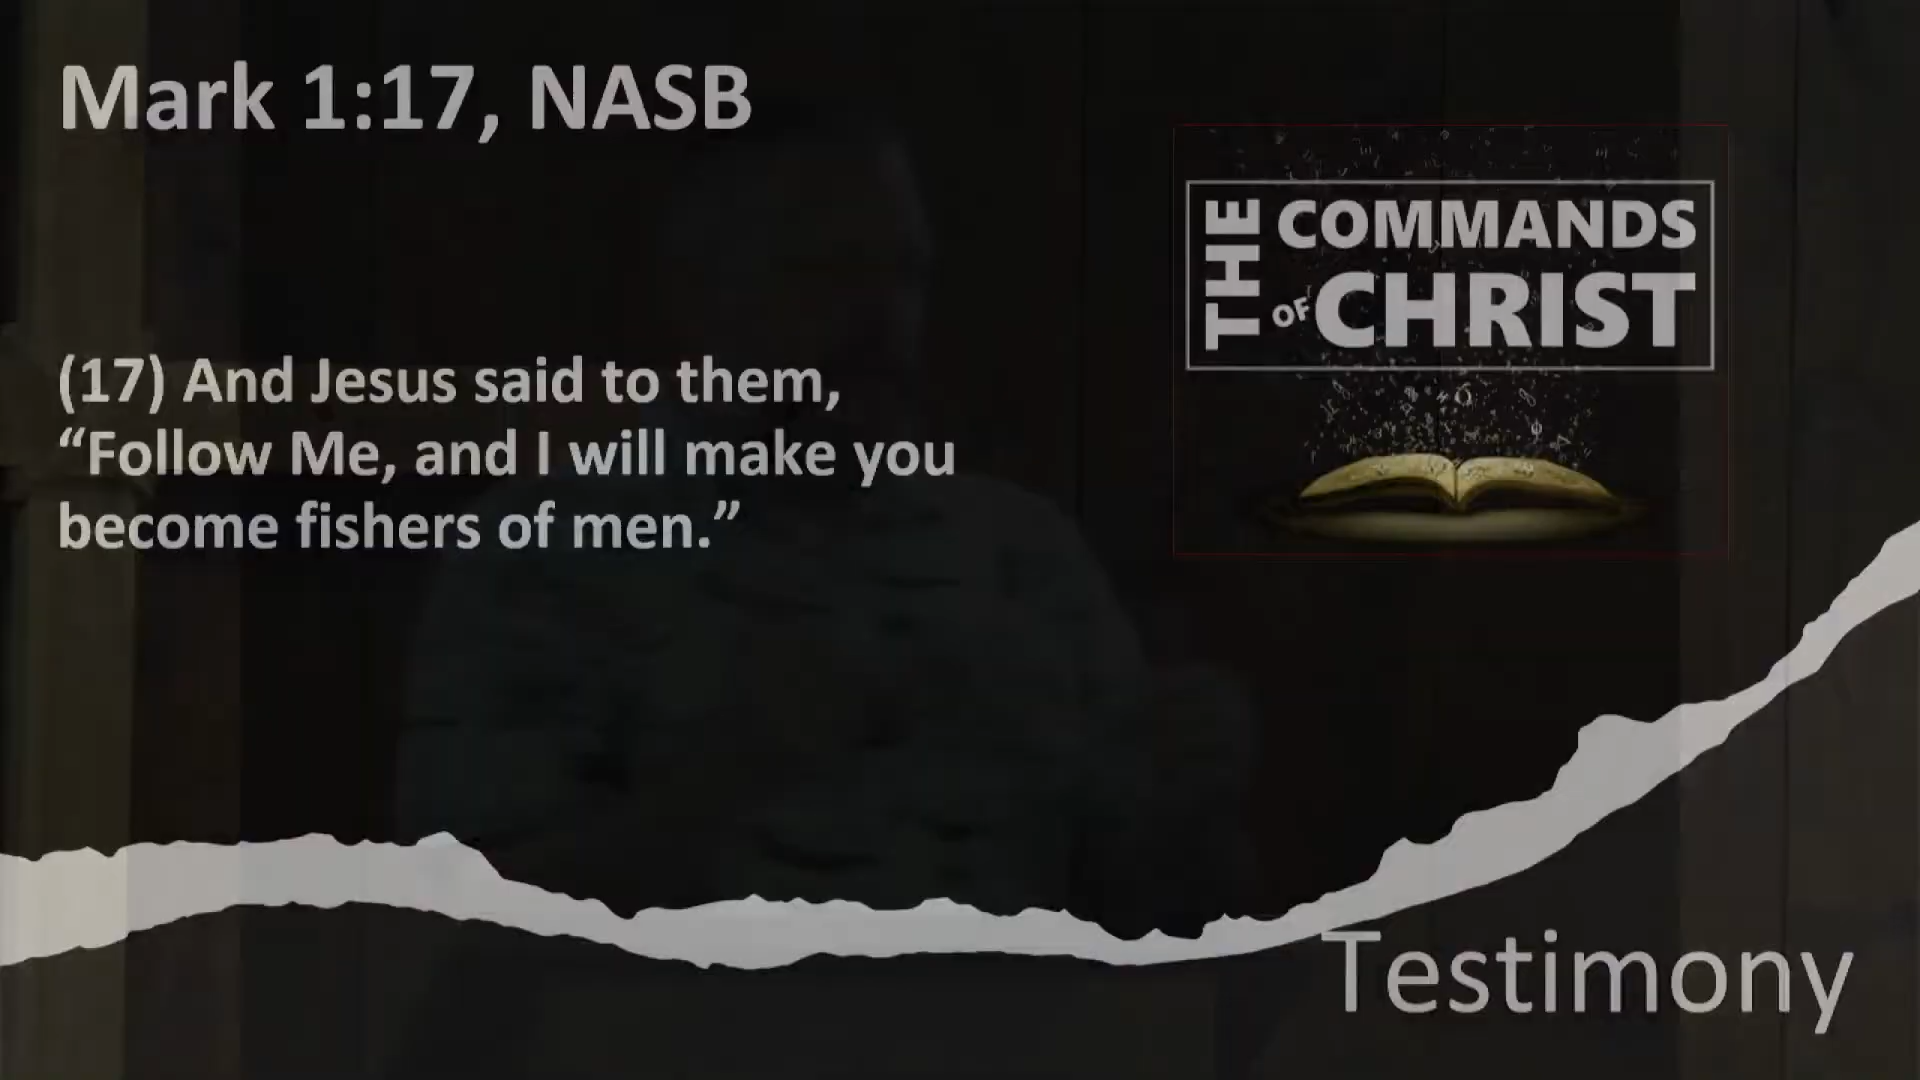 Mark 1:17, NASB
THE COMMANDS
OF CHRIST
(17) And Jesus said to them,
“Follow Me, and I will make you
become fishers of men.”
Testimony